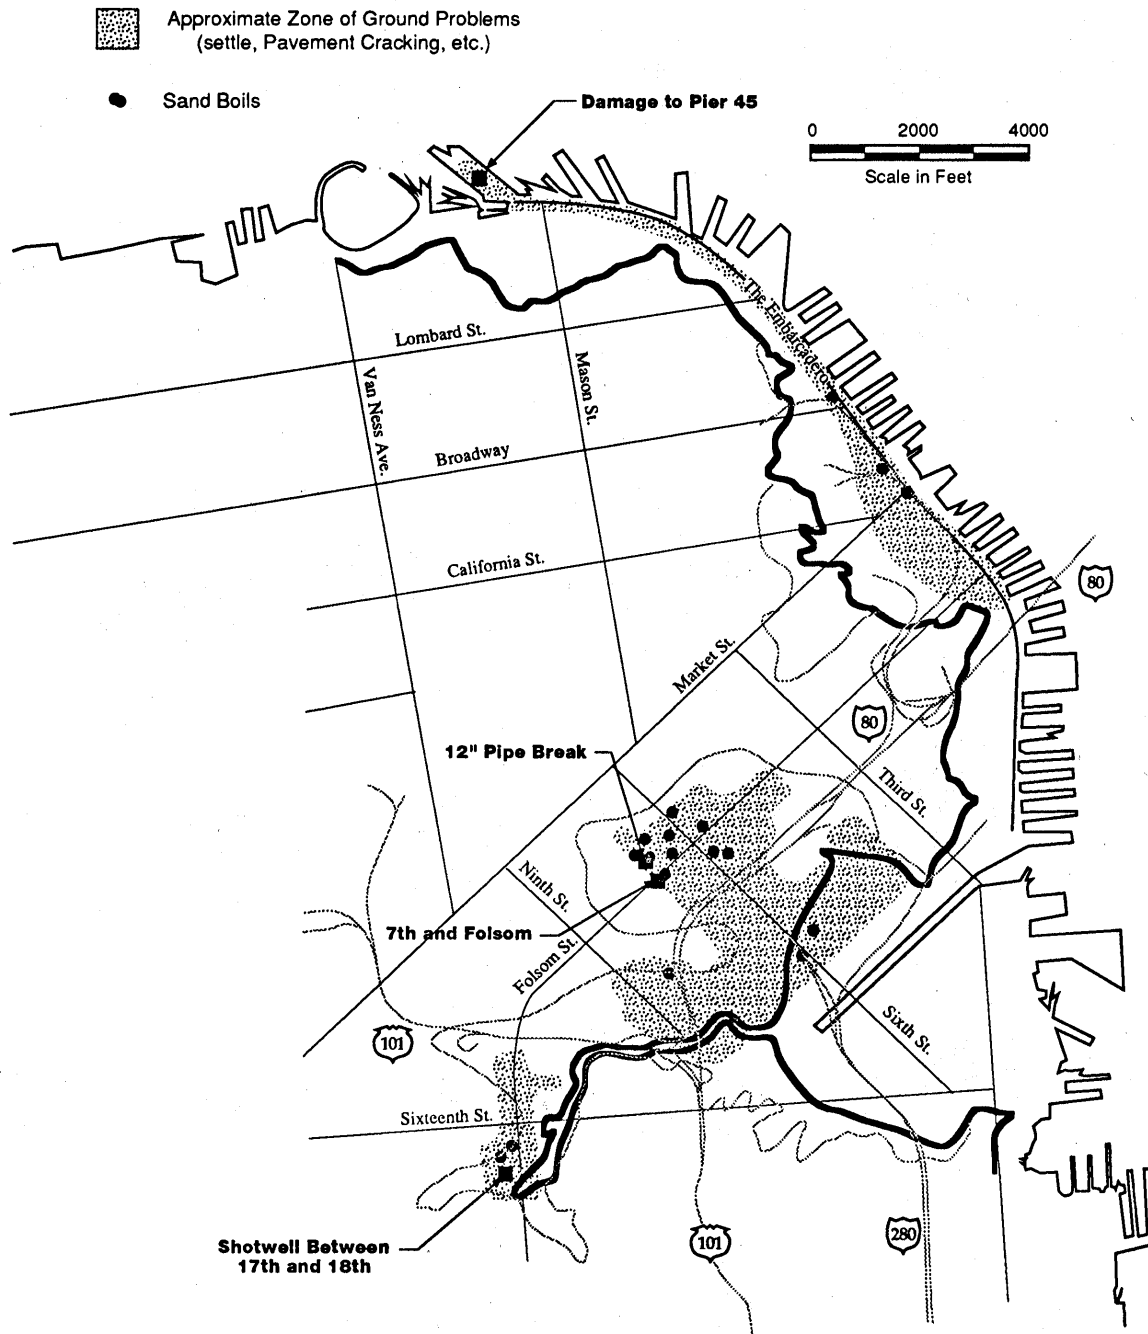 Approximate Zone of Ground Problems
(settle, Pavement Cracking, etc.)
Sand Boils
Damage to Pier 45
0 2000 4000
Scale in Feet
The Embarcadero
Lombard St.
Mason St.
Van Ness Ave.
Broadway
California St.
80
Market St.
80
12" Pipe Break
Third St.
Ninth St.
7th and Folsom
Folsom St.
Sixth St.
101
Sixteenth St.
Shotwell Between
17th and 18th
101
280